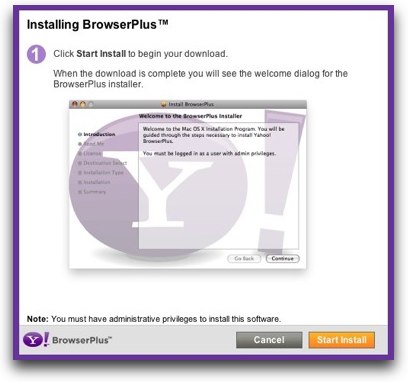 Installing BrowserPlus™
1 Click Start Install to begin your download.
When the download is complete you will see the welcome dialog for the
BrowserPlus installer.
Install BrowserPlus
Welcome to the BrowserPlus Installer
Introduction
Read Me
License
Destination Select
Installation Type
Installation
Summary
Welcome to the Mac OS X Installation Program. You will be
guided through the steps necessary to install Yahoo!
BrowserPlus.
You must be logged in as a user with admin privileges.
Y!
Go Back Continue
Note: You must have administrative privileges to install this software.
Y! BrowserPlus™ Cancel Start Install